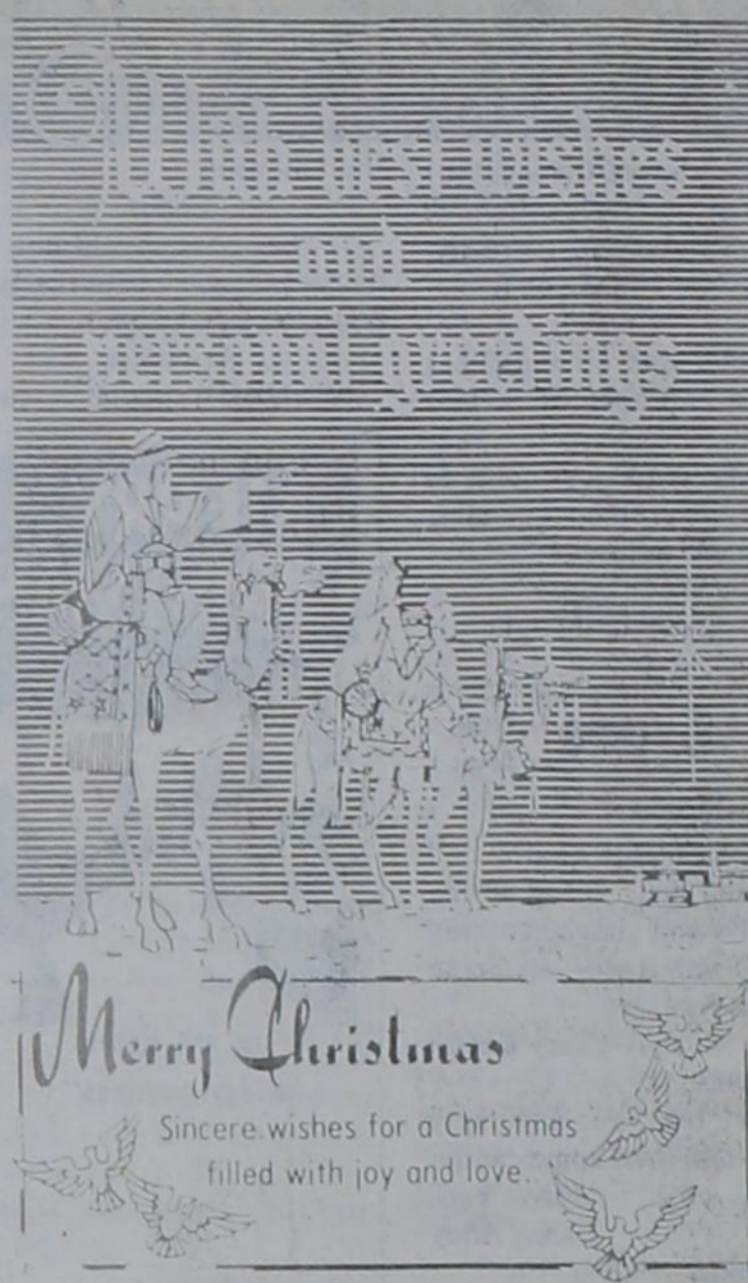 With best wishes
and
personal greetings
Merry Christmas
Sincere wishes for a Christmas
filled with joy and love.